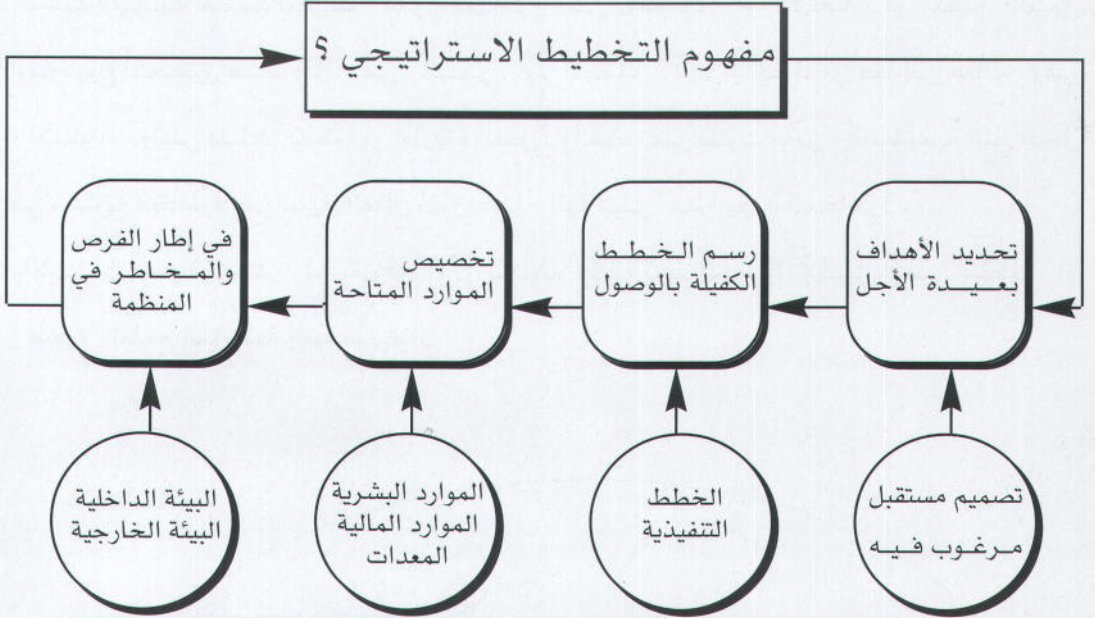 مفهوم التخطيط الاستراتيجي ؟
تحديد الأهداف
بعيدة الأجل
رسم الخطط
الكفيلة بالوصول
تخصيص
الموارد المتاحة
في إطار الفرص
والمخاطر في
المنظمة
تصميم مستقبل
مرغوب فيه
الخطط
التنفيذية
الموارد البشرية
الموارد المالية
المعدات
البيئة الداخلية
البيئة الخارجية